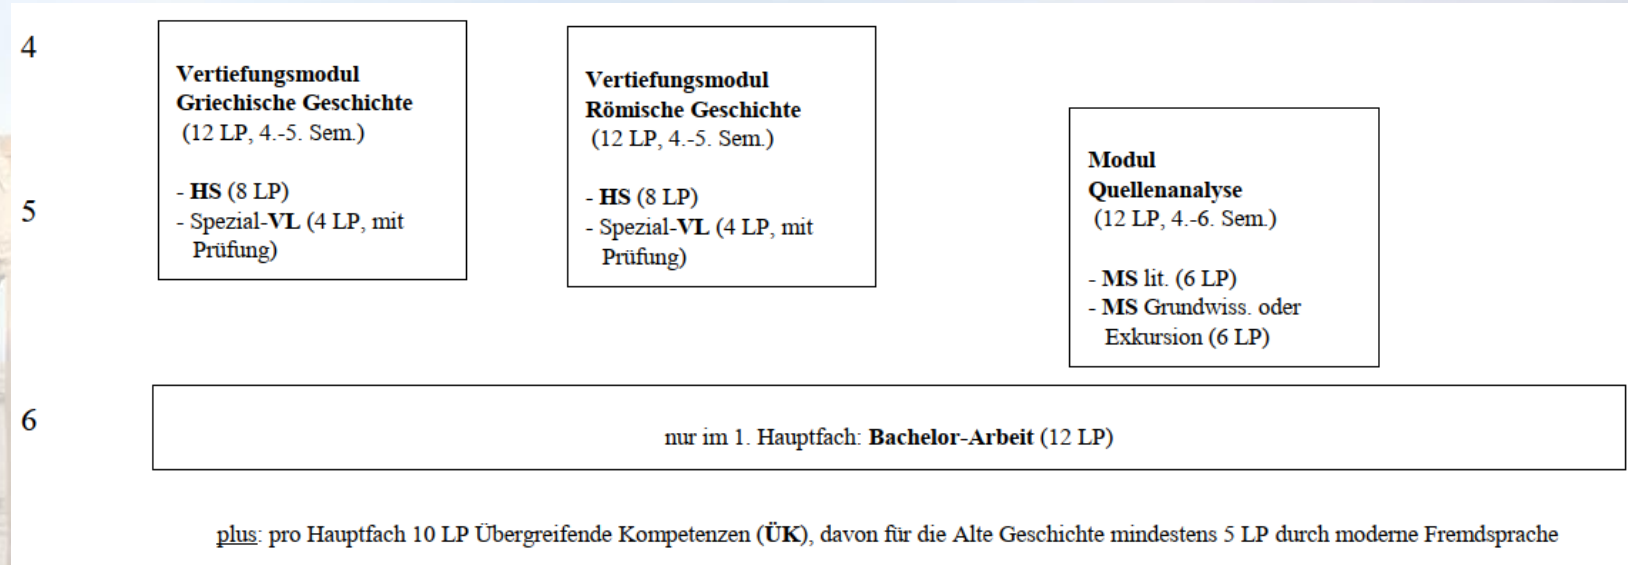 4
Vertiefungsmodul
Griechische Geschichte
(12 LP, 4.-5. Sem.)
- HS (8 LP)
- Spezial-VL (4 LP, mit
Prüfung)
Vertiefungsmodul
Römische Geschichte
(12 LP, 4.-5. Sem.)
- HS (8 LP)
- Spezial-VL (4 LP, mit
Prüfung)
5
Modul
Quellenanalyse
(12 LP, 4.-6. Sem.)
- MS lit. (6 LP)
- MS Grundwiss. oder
Exkursion (6 LP)
6
nur im 1. Hauptfach: Bachelor-Arbeit (12 LP)
plus: pro Hauptfach 10 LP Übergreifende Kompetenzen (ÜK), davon für die Alte Geschichte mindestens 5 LP durch moderne Fremdsprache